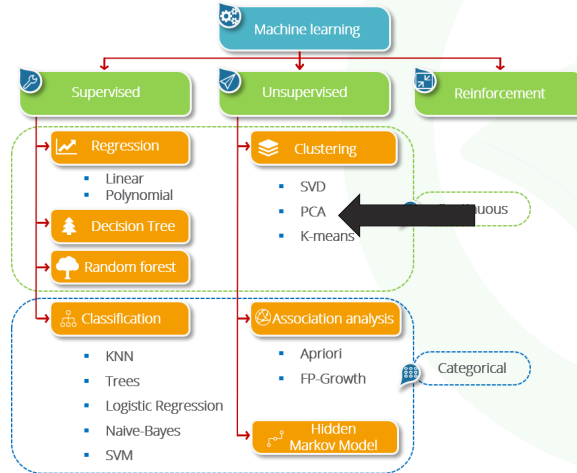 Machine learning
Supervised
Unsupervised
Reinforcement
Regression
Linear
Polynomial
Decision Tree
Random forest
Classification
KNN
Trees
Logistic Regression
Naive-Bayes
SVM
Clustering
SVD
PCA
K-means
Association analysis
Apriori
FP-Growth
Hidden
Markov Model
Categorical